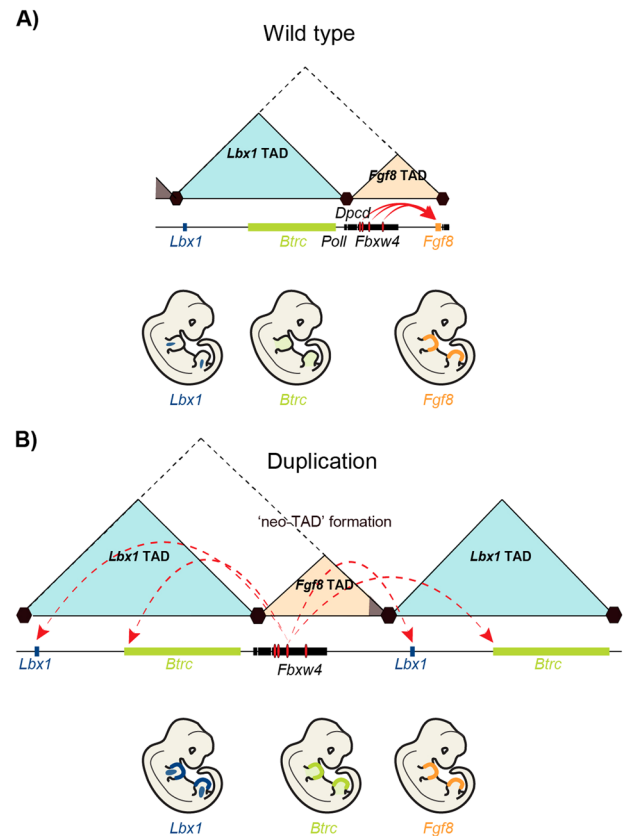 A)
Wild type
Lbx1 TAD
Fgf8 TAD
Dpcd
Lbx1
Btrc
Poll
Fbxw4
Fgf8
Lbx1
Btrc
Fgf8
B)
Duplication
'neo-TAD' formation
Lbx1 TAD
Lbx1 TAD
Fgf8 TAD
Lbx1
Btrc
Fbxw4
Lbx1
Btrc
Lbx1
Btrc
Fgf8